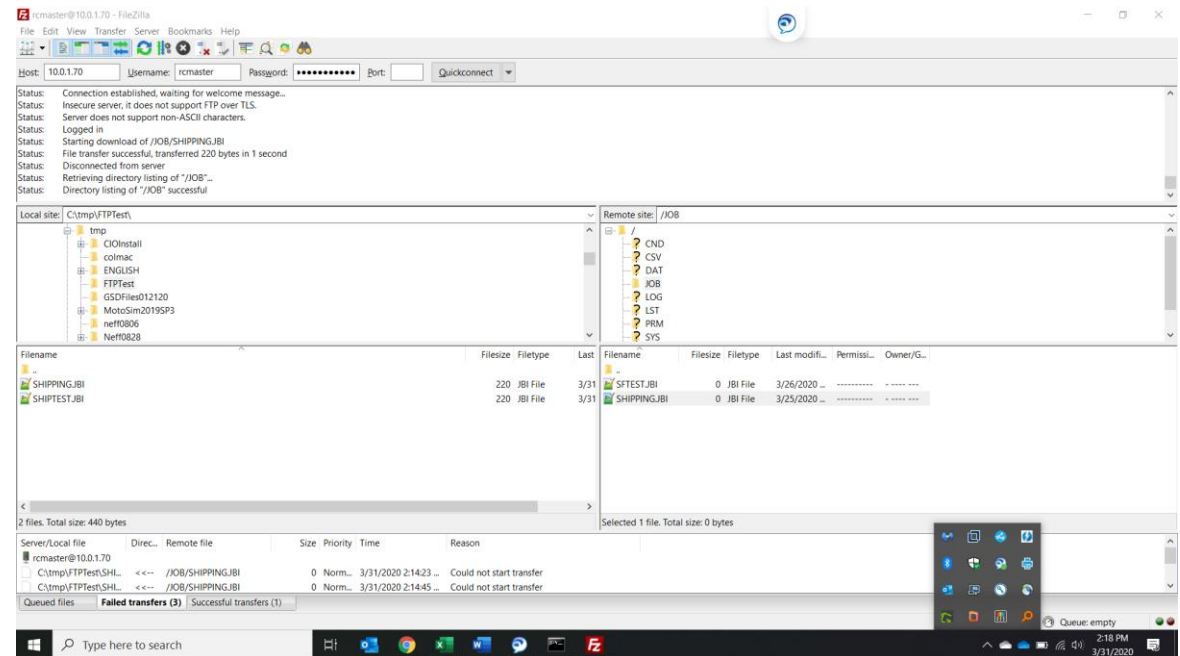 rcmaster@10.0.1.70 - FileZilla
File Edit View Transfer Server Bookmarks Help
Host: 10.0.1.70 Username: rcmaster Password: ●●●●●●●●●●● Port: Quickconnect
Status: Connection established, waiting for welcome message...
Status: Insecure server, it does not support FTP over TLS.
Status: Server does not support non-ASCII characters.
Status: Logged in
Status: Starting download of /JOB/SHIPPING.JBI
Status: File transfer successful, transferred 220 bytes in 1 second
Status: Disconnected from server
Status: Retrieving directory listing of "/JOB"...
Status: Directory listing of "/JOB" successful
Local site: C:\tmp\FTPTest\
tmp
CIOInstall
colmac
ENGLISH
FTPTest
GSDFiles012120
MotoSim2019SP3
neff0806
Neff0828
Remote site: /JOB
/
CND
CSV
DAT
JOB
LOG
LST
PRM
SYS
Filename Filesize Filetype Last
..
SHIPPING.JBI 220 JBI File 3/31
SHIPTEST.JBI 220 JBI File 3/31
2 files. Total size: 440 bytes
Filename Filesize Filetype Last modifi... Permissi... Owner/G...
..
SFTEST.JBI 0 JBI File 3/26/2020 ... ---------- - ---- ---
SHIPPING.JBI 0 JBI File 3/25/2020 ... ---------- - ---- ---
Selected 1 file. Total size: 0 bytes
Server/Local file Direc... Remote file Size Priority Time Reason
rcmaster@10.0.1.70
C:\tmp\FTPTest\SHI... <<-- /JOB/SHIPPING.JBI 0 Norm... 3/31/2020 2:14:23 ... Could not start transfer
C:\tmp\FTPTest\SHI... <<-- /JOB/SHIPPING.JBI 0 Norm... 3/31/2020 2:14:45 ... Could not start transfer
Queued files Failed transfers (3) Successful transfers (1)
Queue: empty
Type here to search
2:18 PM
3/31/2020